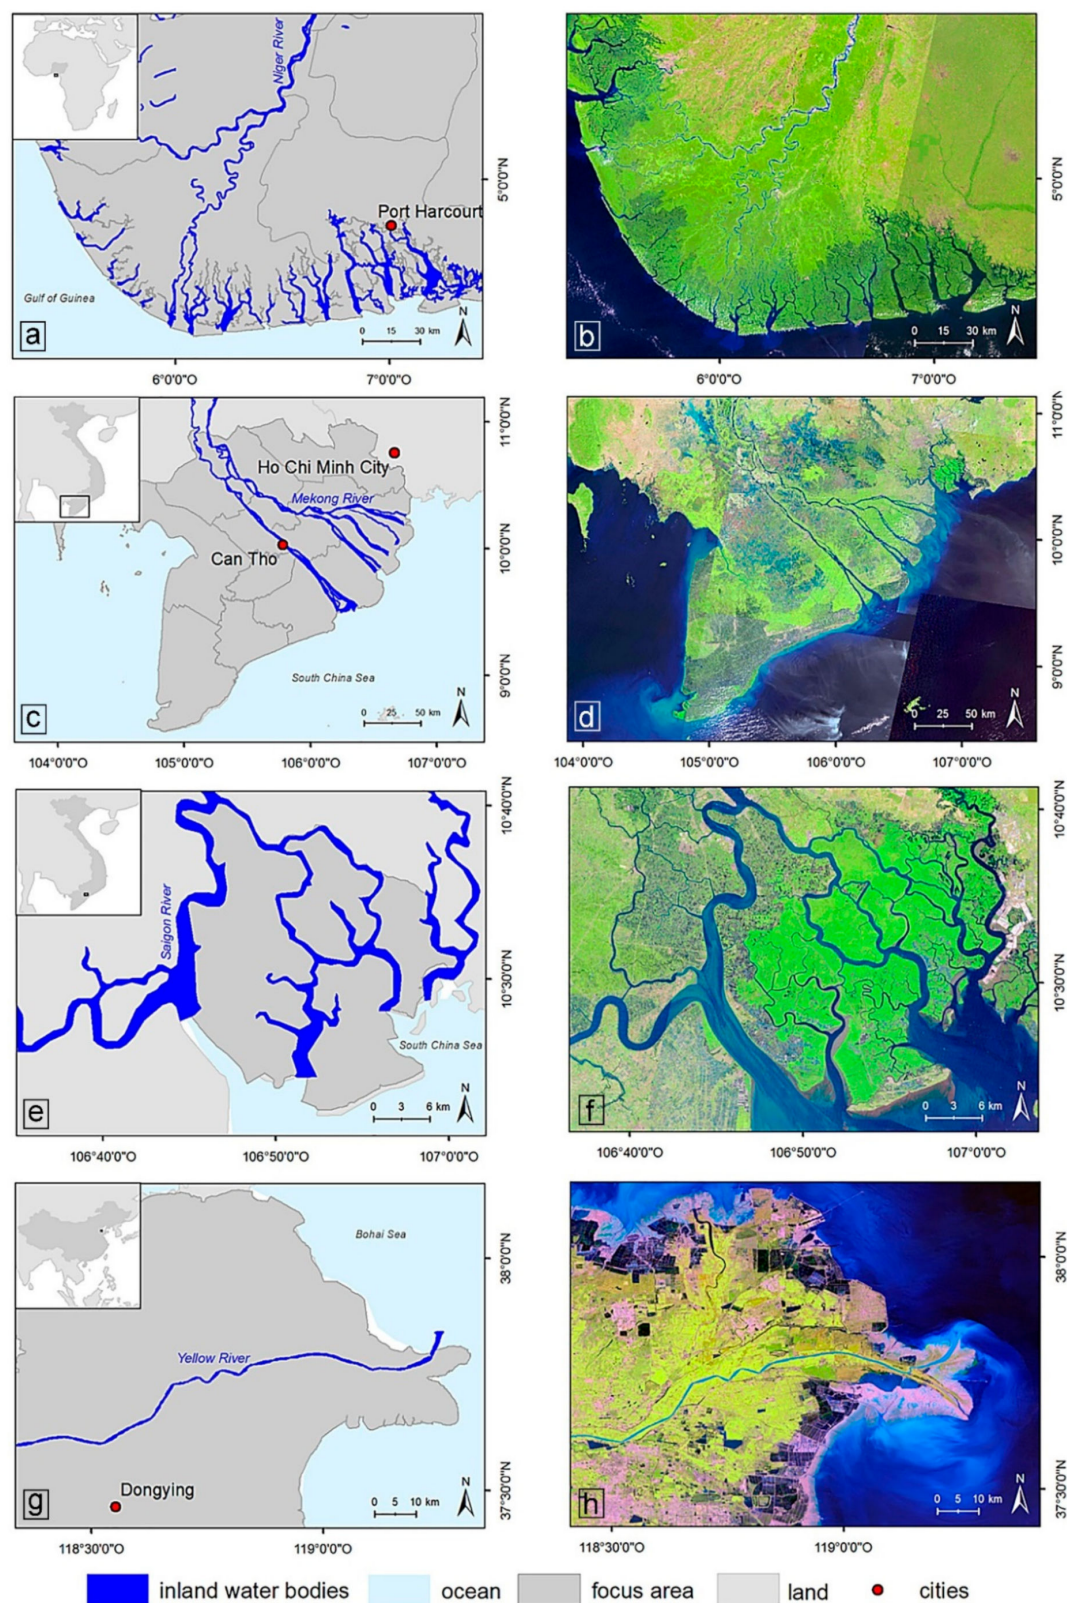 Niger River
Port Harcourt
Gulf of Guinea
0 15 30 km
N
a
5°0'0"N
6°0'0"O
7°0'0"O
0 15 30 km
N
b
5°0'0"N
6°0'0"O
7°0'0"O
Ho Chi Minh City
Mekong River
Can Tho
South China Sea
N
0 25 50 km
c
11°0'0"N
10°0'0"N
9°0'0"N
104°0'0"O
105°0'0"O
106°0'0"O
107°0'0"O
N
0 25 50 km
d
11°0'0"N
10°0'0"N
9°0'0"N
104°0'0"O
105°0'0"O
106°0'0"O
107°0'0"O
Saigon River
South China Sea
N
0 3 6 km
e
10°40'0"N
10°30'0"N
106°40'0"O
106°50'0"O
107°0'0"O
N
0 3 6 km
f
10°40'0"N
10°30'0"N
106°40'0"O
106°50'0"O
107°0'0"O
Bohai Sea
Yellow River
Dongying
N
0 5 10 km
g
38°0'0"N
37°30'0"N
118°30'0"O
119°0'0"O
N
0 5 10 km
h
38°0'0"N
37°30'0"N
118°30'0"O
119°0'0"O
inland water bodies
ocean
focus area
land
cities